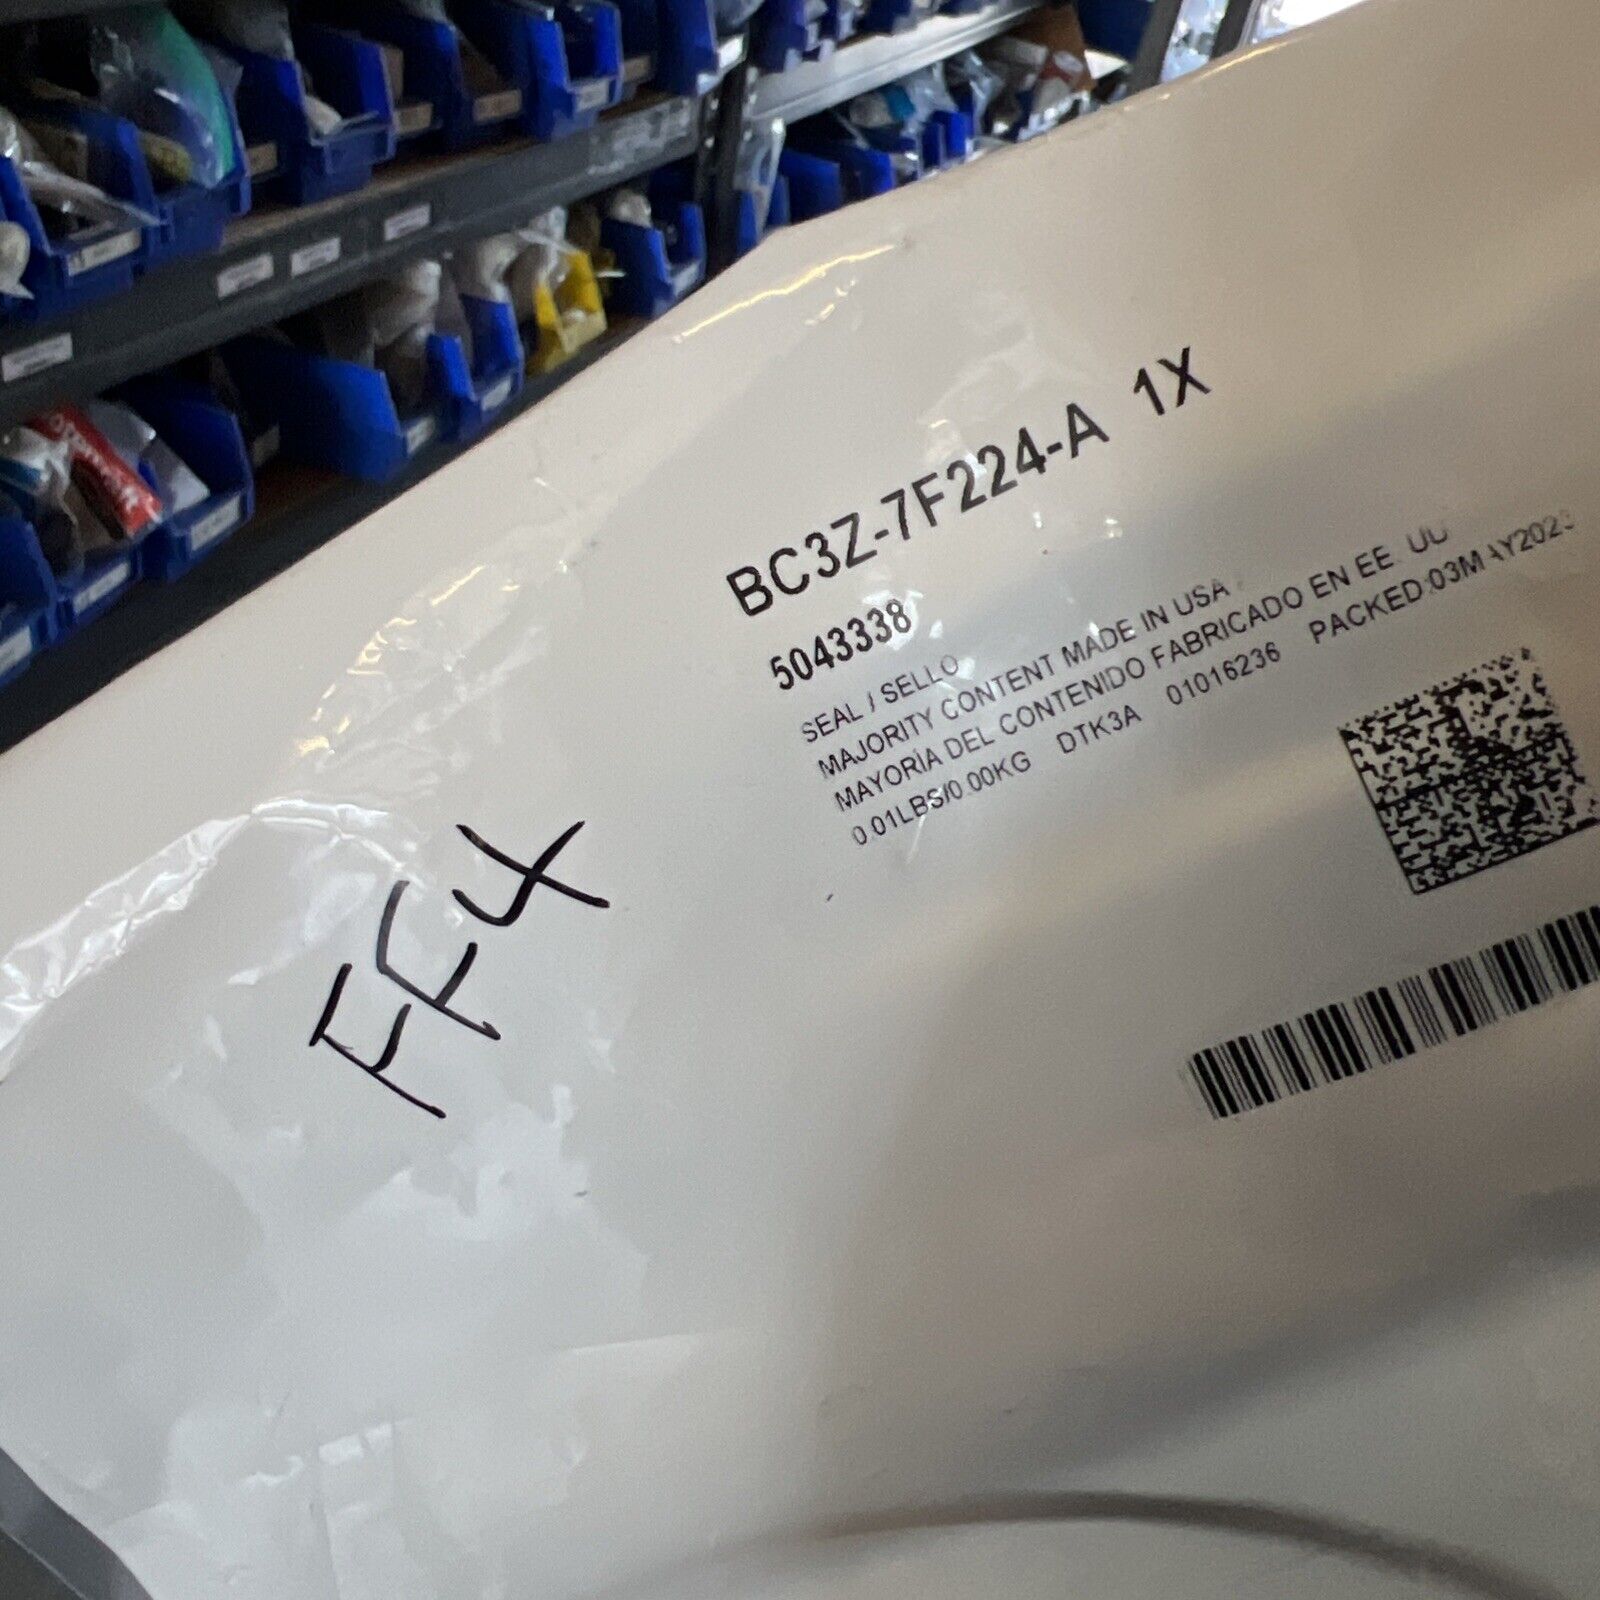 BC3Z-7F224-A 1X
5043338
SEAL / SELLO
MAJORITY CONTENT MADE IN USA
MAYORÍA DEL CONTENIDO FABRICADO EN EE UU
0.01LBS/0.00KG DTK3A 01016236 PACKED:03MAY2023
FF4